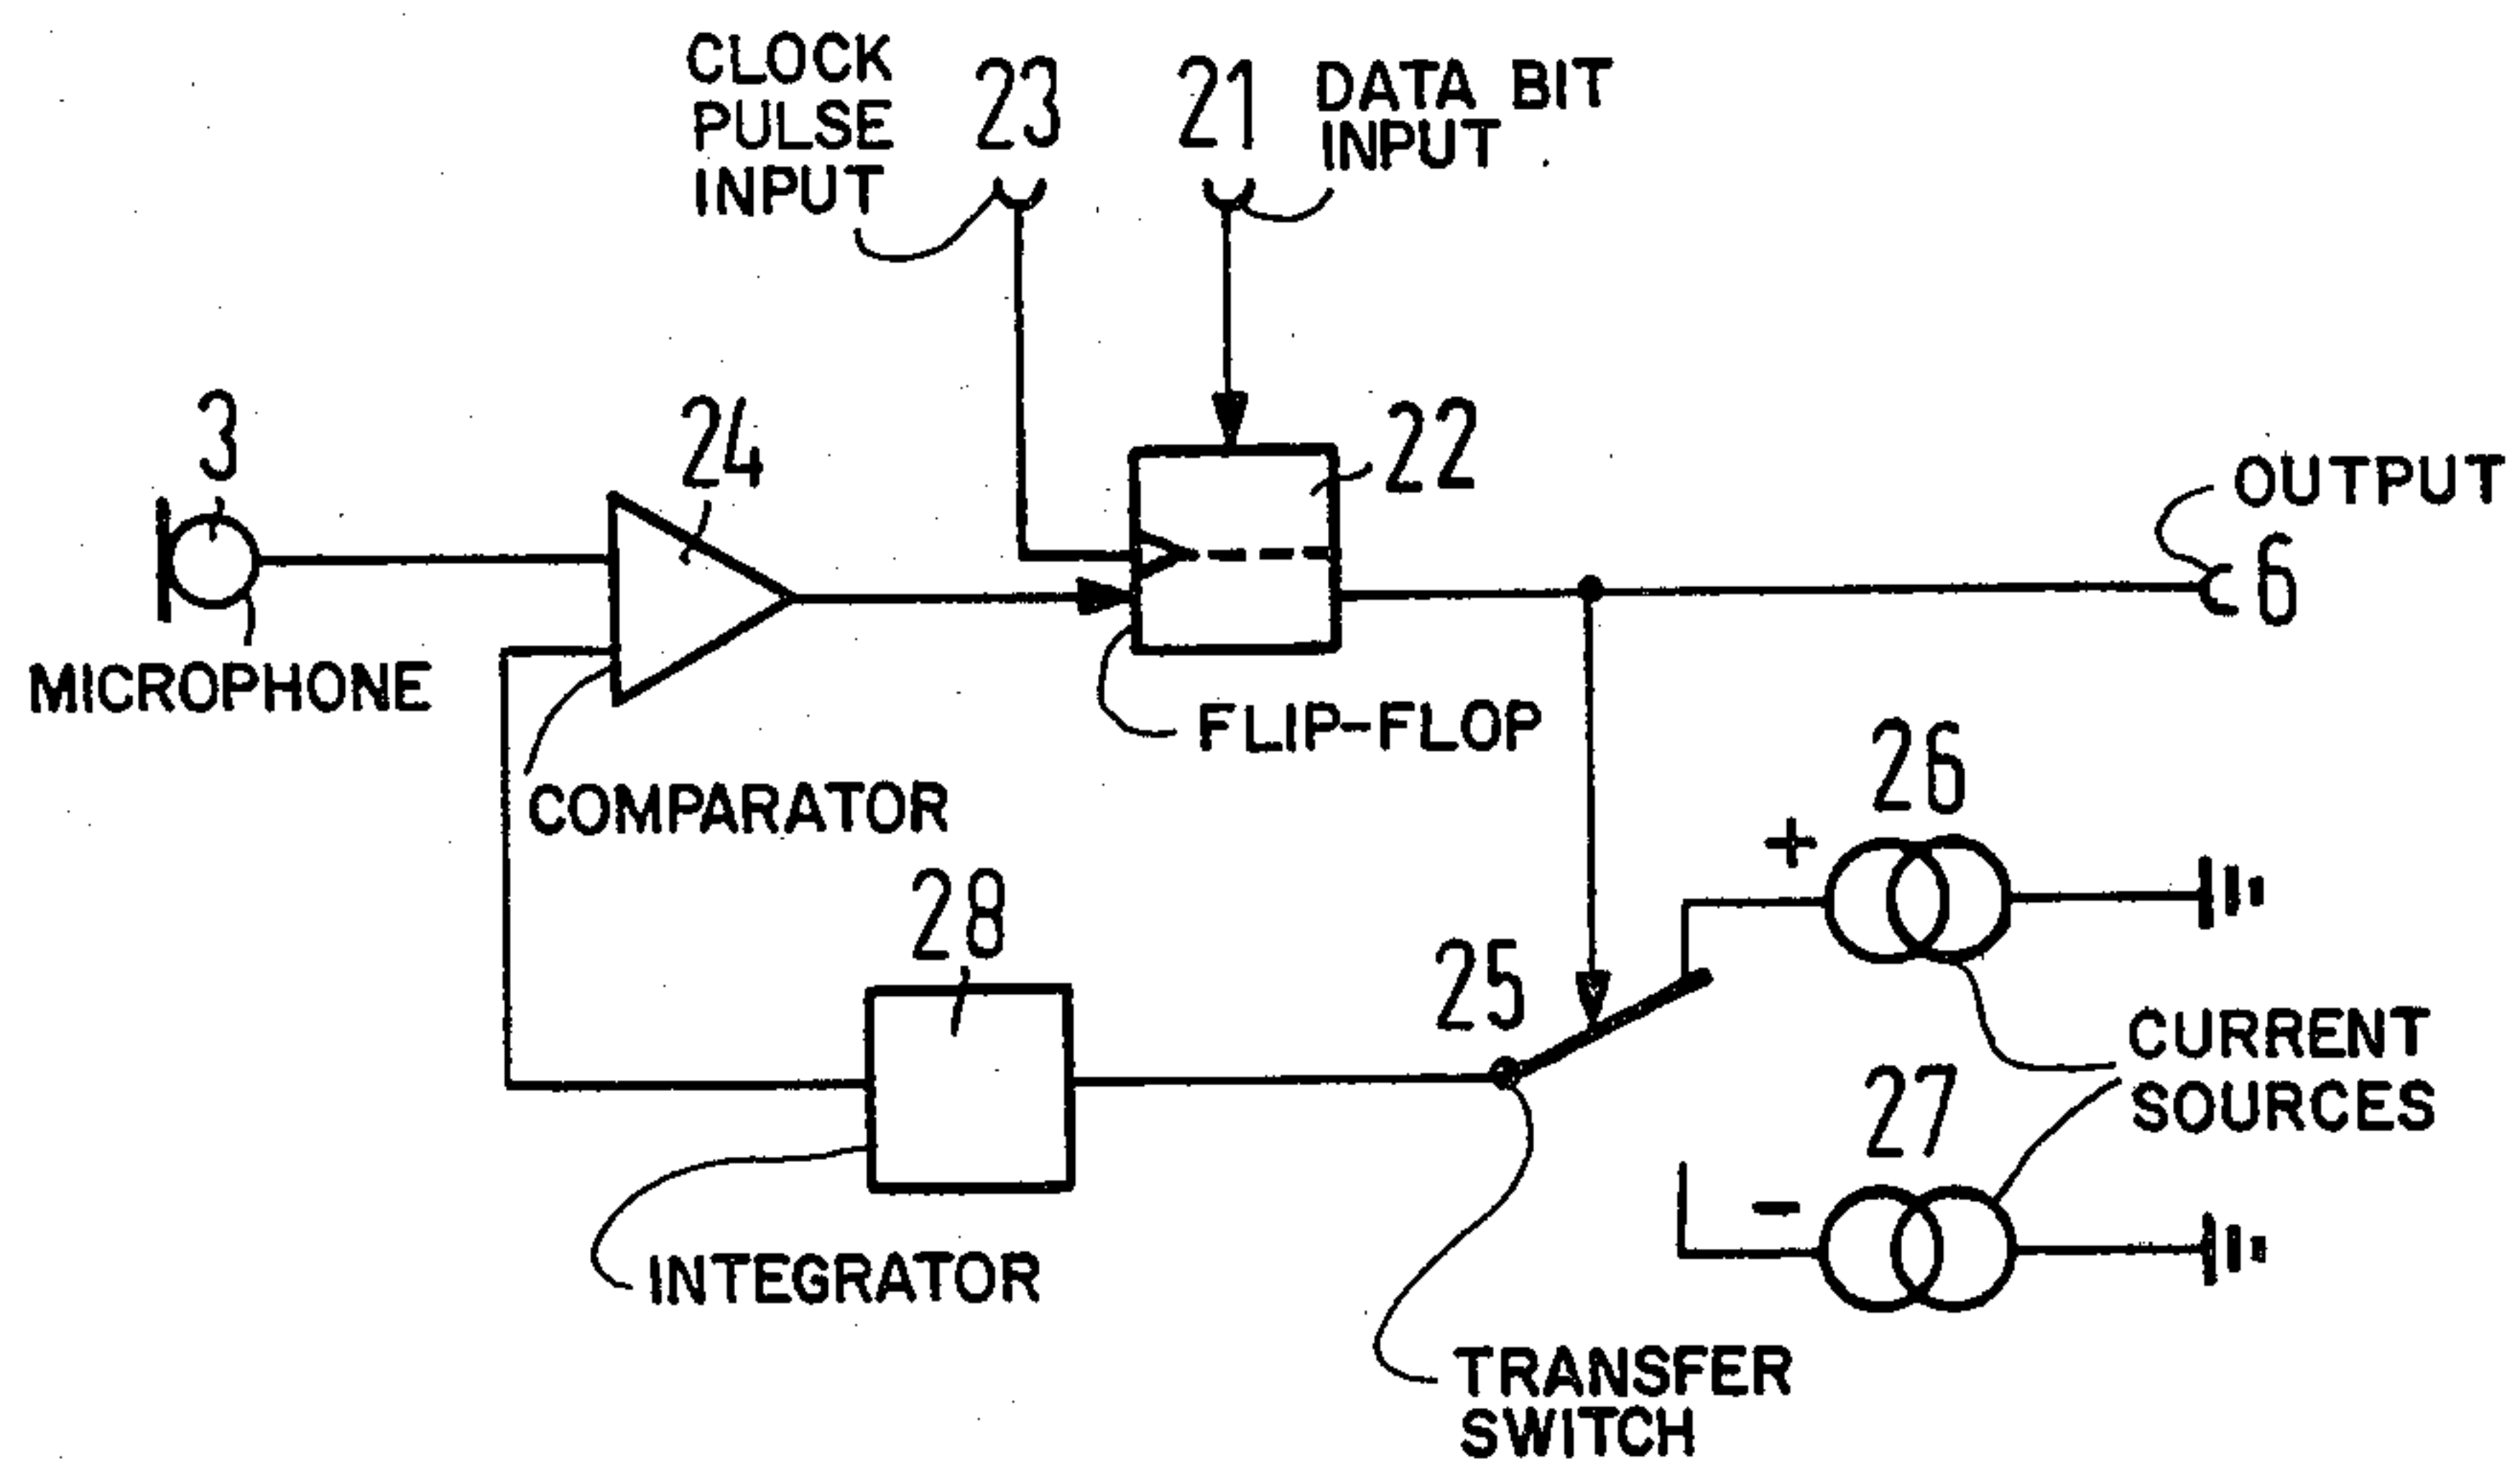 CLOCK
PULSE
INPUT
23
21
DATA BIT
INPUT
3
24
22
OUTPUT
6
MICROPHONE
COMPARATOR
FLIP-FLOP
26
+
28
25
CURRENT
SOURCES
27
-
INTEGRATOR
TRANSFER
SWITCH